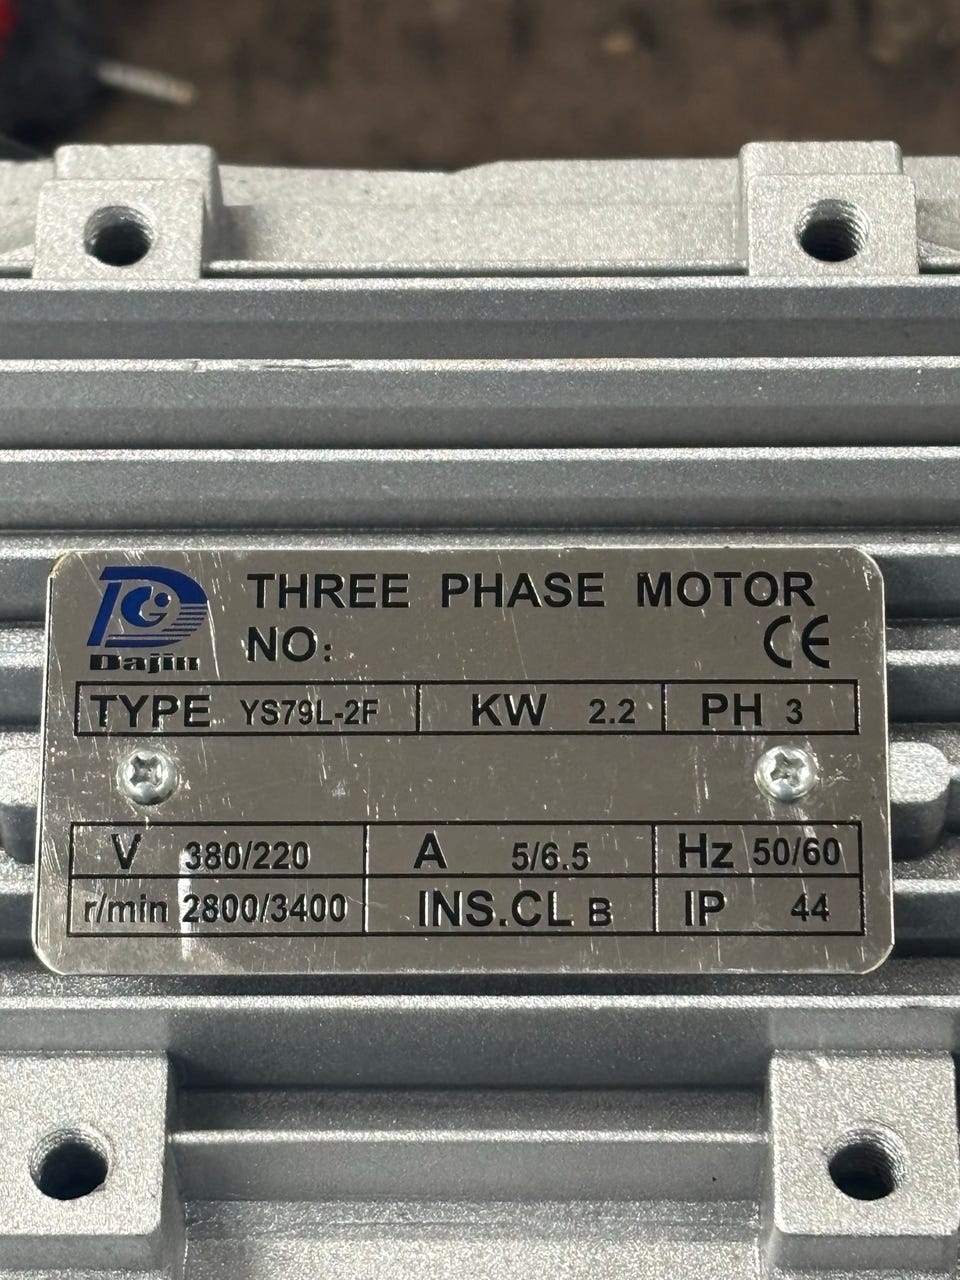 THREE PHASE MOTOR
Dajin NO: CE
TYPE YS79L-2F KW 2.2 PH 3
V 380/220 A 5/6.5 Hz 50/60
r/min 2800/3400 INS.CL B IP 44